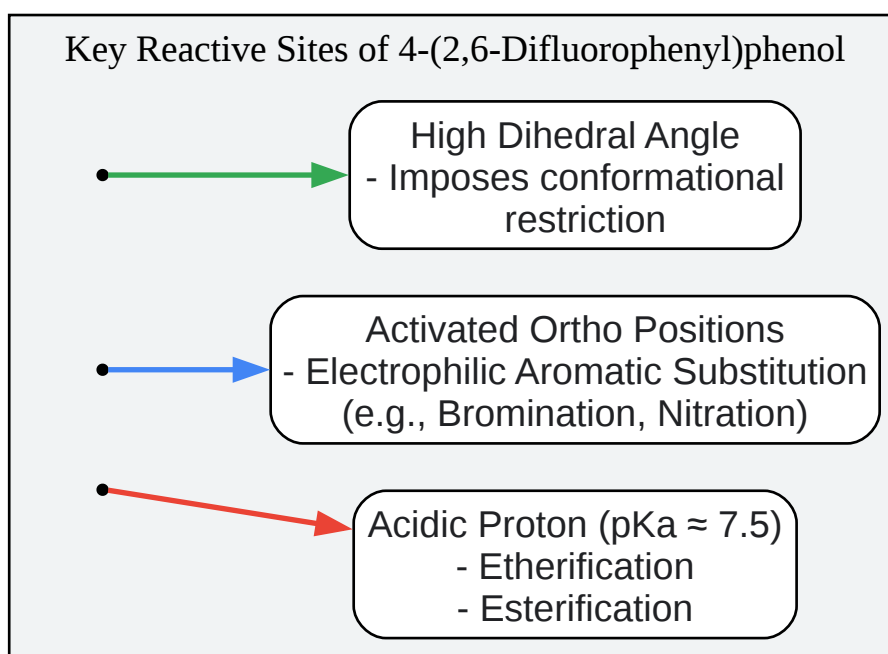 Key Reactive Sites of 4-(2,6-Difluorophenyl)phenol
High Dihedral Angle
- Imposes conformational
restriction
Activated Ortho Positions
- Electrophilic Aromatic Substitution
(e.g., Bromination, Nitration)
Acidic Proton (pKa ≈ 7.5)
- Etherification
- Esterification